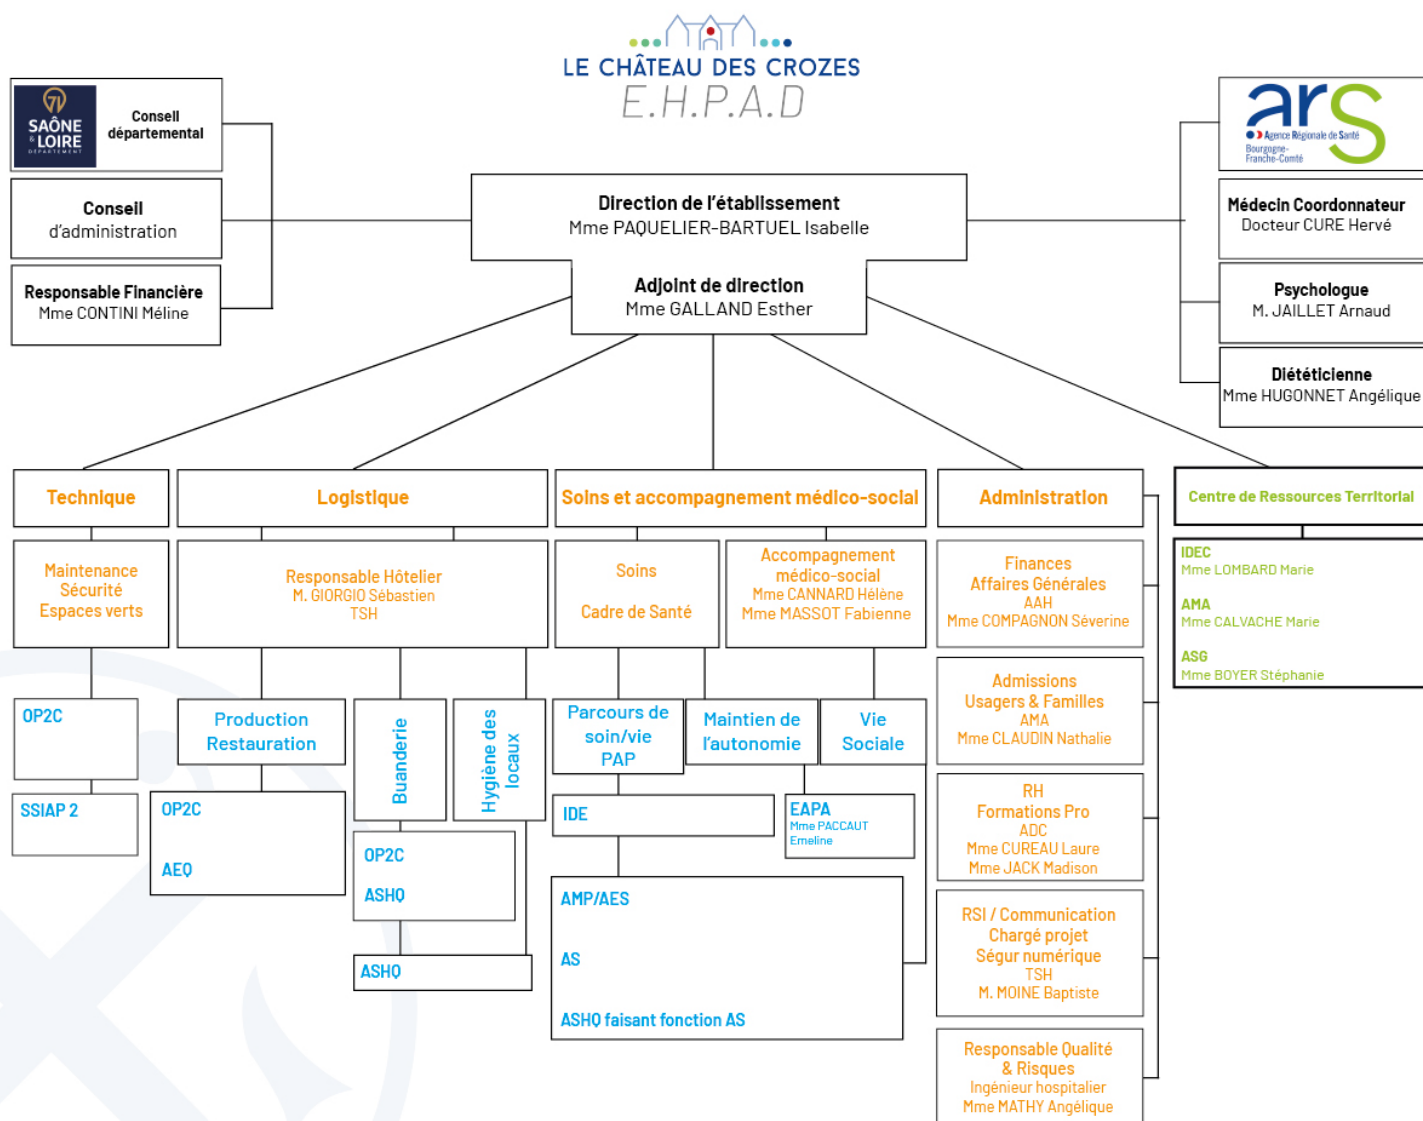 LE CHÂTEAU DES CROZES
E.H.P.A.D
71
SAÔNE
& LOIRE
DÉPARTEMENT
Conseil
départemental
Conseil
d'administration
Responsable Financière
Mme CONTINI Méline
Direction de l'établissement
Mme PAQUELIER-BARTUEL Isabelle
Adjoint de direction
Mme GALLAND Esther
ars
Agence Régionale de Santé
Bourgogne-
Franche-Comté
Médecin Coordonnateur
Docteur CURE Hervé
Psychologue
M. JAILLET Arnaud
Diététicienne
Mme HUGONNET Angélique
Technique
Maintenance
Sécurité
Espaces verts
OP2C
SSIAP 2
Logistique
Responsable Hôtelier
M. GIORGIO Sébastien
TSH
Production
Restauration
OP2C
AEQ
Buanderie
Hygiène des
locaux
OP2C
ASHQ
ASHQ
Soins et accompagnement médico-social
Soins
Cadre de Santé
Accompagnement
médico-social
Mme CANNARD Hélène
Mme MASSOT Fabienne
Parcours de
soin/vie
PAP
Maintien de
l'autonomie
Vie
Sociale
IDE
EAPA
Mme PACCAUT
Emeline
AMP/AES
AS
ASHQ faisant fonction AS
Administration
Finances
Affaires Générales
AAH
Mme COMPAGNON Séverine
Admissions
Usagers & Familles
AMA
Mme CLAUDIN Nathalie
RH
Formations Pro
ADC
Mme CUREAU Laure
Mme JACK Madison
RSI / Communication
Chargé projet
Ségur numérique
TSH
M. MOINE Baptiste
Responsable Qualité
& Risques
Ingénieur hospitalier
Mme MATHY Angélique
Centre de Ressources Territorial
IDEC
Mme LOMBARD Marie
AMA
Mme CALVACHE Marie
ASG
Mme BOYER Stéphanie